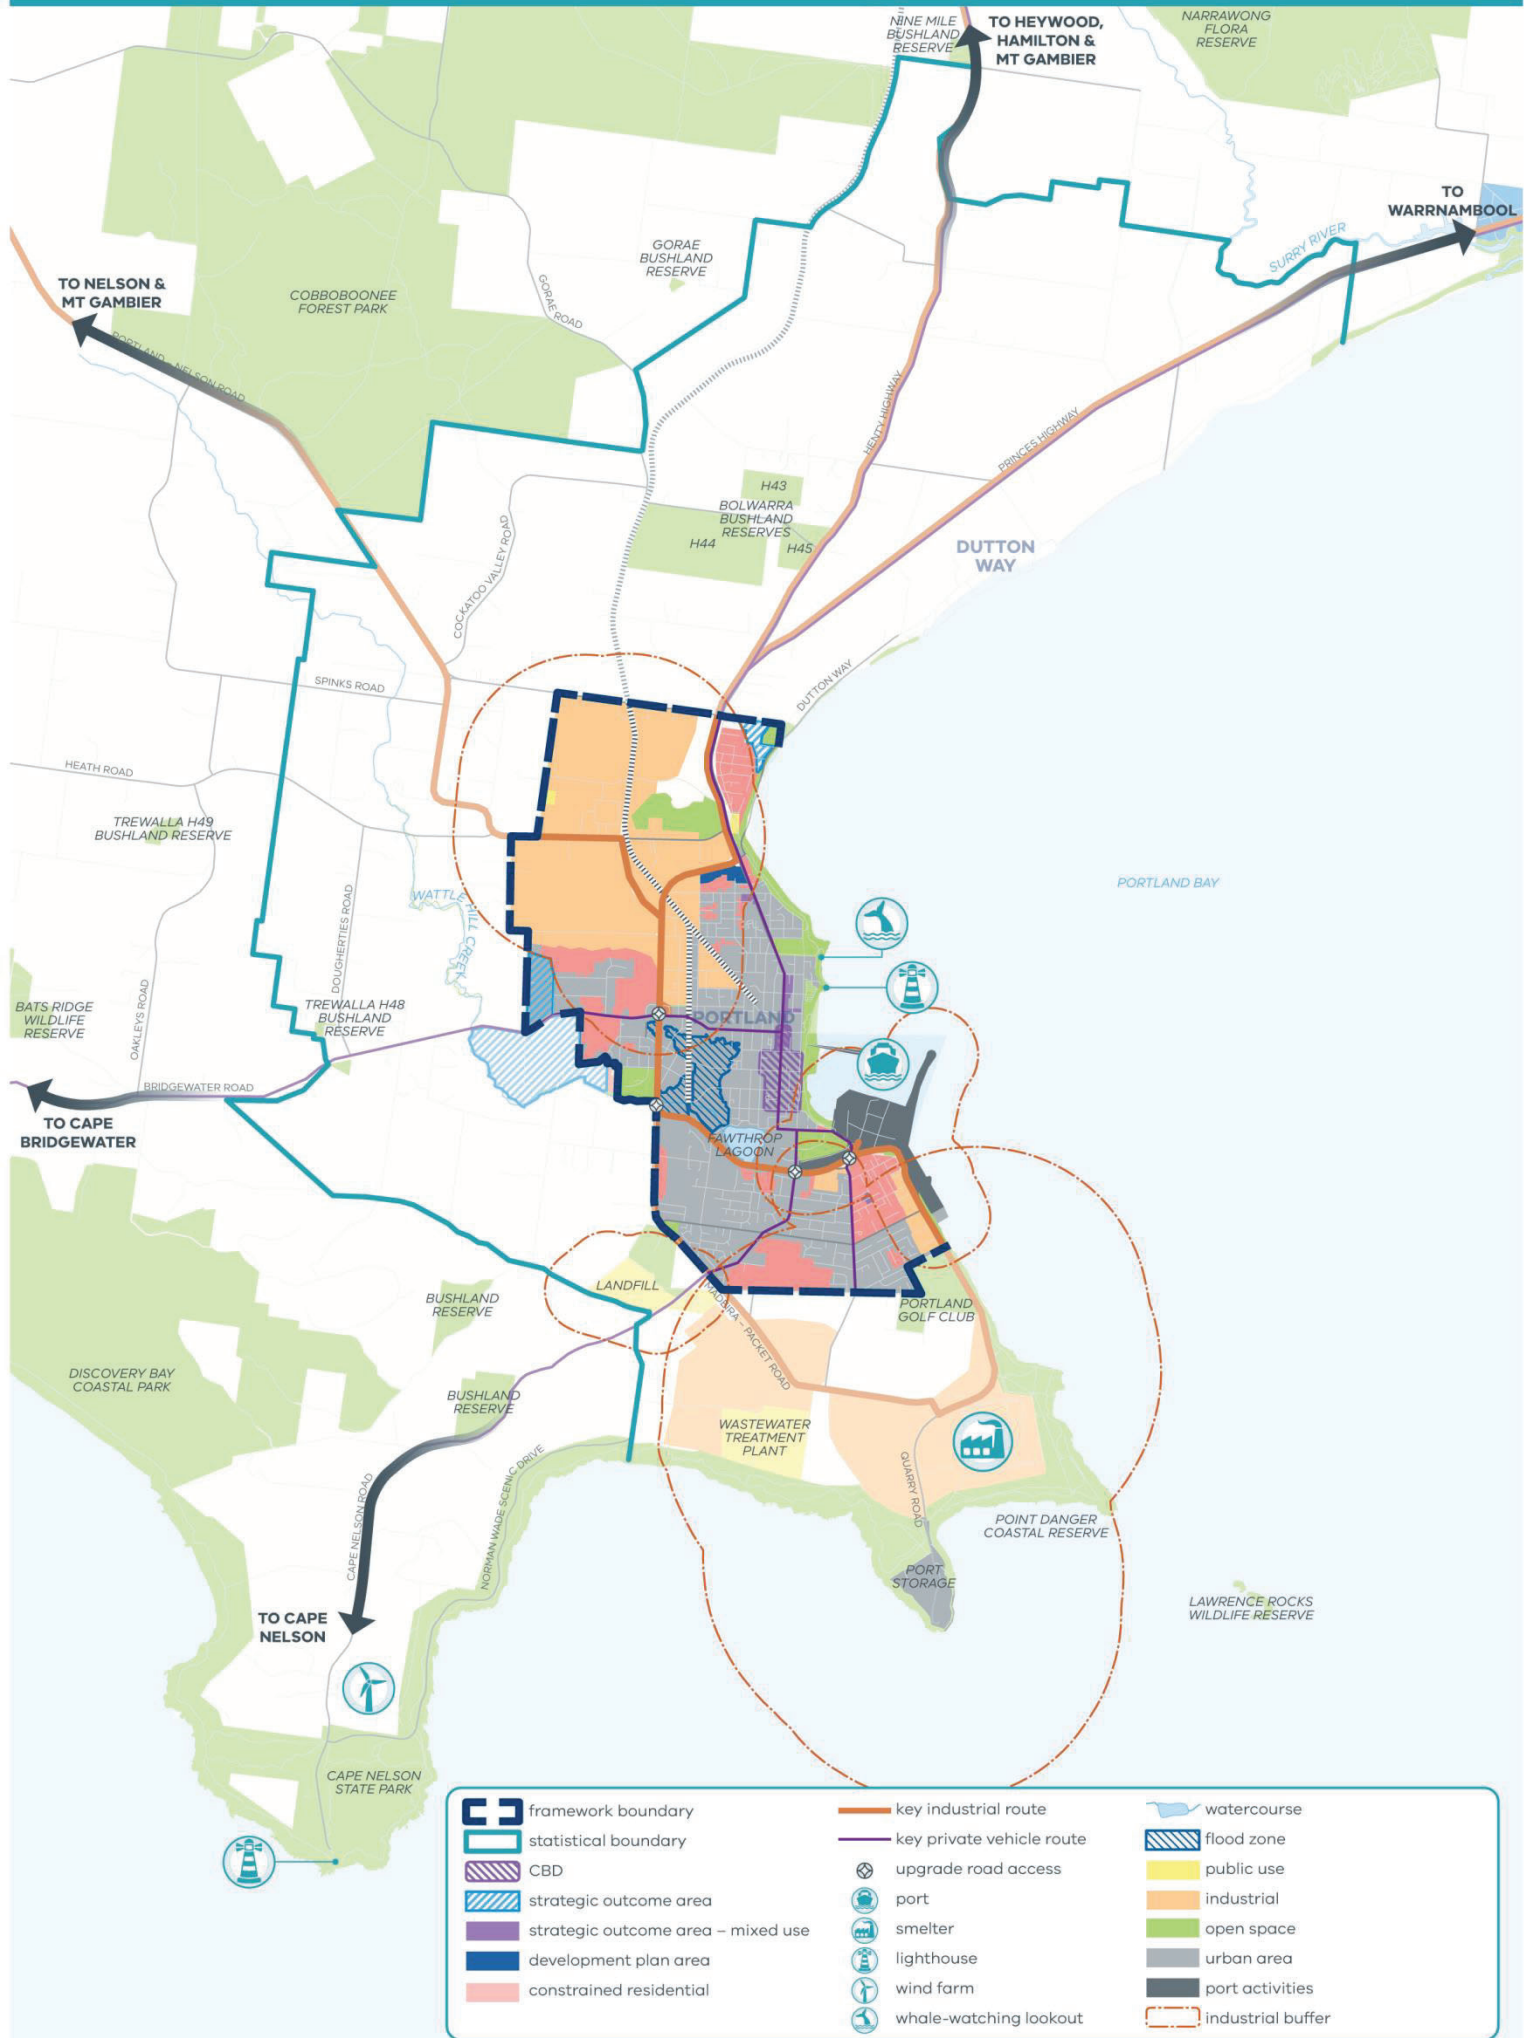 NINE MILE
BUSHLAND
RESERVE
TO HEYWOOD,
HAMILTON &
MT GAMBIER
NARRAWONG
FLORA
RESERVE
TO
WARRNAMBOOL
SURRY RIVER
GORAE
BUSHLAND
RESERVE
GORAE ROAD
TO NELSON &
MT GAMBIER
COBBOBOONEE
FOREST PARK
PORTLAND – NELSON ROAD
HENTY HIGHWAY
PRINCES HIGHWAY
H43
BOLWARRA
BUSHLAND
RESERVES
H44
H45
DUTTON
WAY
COCKATOO VALLEY ROAD
DUTTON WAY
SPINKS ROAD
HEATH ROAD
TREWALLA H49
BUSHLAND RESERVE
WATTLE HILL CREEK
PORTLAND BAY
DOUGHERTIES ROAD
OAKLEYS ROAD
BATS RIDGE
WILDLIFE
RESERVE
TREWALLA H48
BUSHLAND
RESERVE
PORTLAND
BRIDGEWATER ROAD
TO CAPE
BRIDGEWATER
FAWTHROP
LAGOON
LANDFILL
BUSHLAND
RESERVE
PORTLAND
GOLF CLUB
MADEIRA – PACKET ROAD
DISCOVERY BAY
COASTAL PARK
BUSHLAND
RESERVE
WASTEWATER
TREATMENT
PLANT
QUARRY ROAD
CAPE NELSON ROAD
NORMAN WADE SCENIC DRIVE
POINT DANGER
COASTAL RESERVE
PORT
STORAGE
LAWRENCE ROCKS
WILDLIFE RESERVE
TO CAPE
NELSON
CAPE NELSON
STATE PARK
framework boundary
statistical boundary
CBD
strategic outcome area
strategic outcome area – mixed use
development plan area
constrained residential
key industrial route
key private vehicle route
upgrade road access
port
smelter
lighthouse
wind farm
whale-watching lookout
watercourse
flood zone
public use
industrial
open space
urban area
port activities
industrial buffer